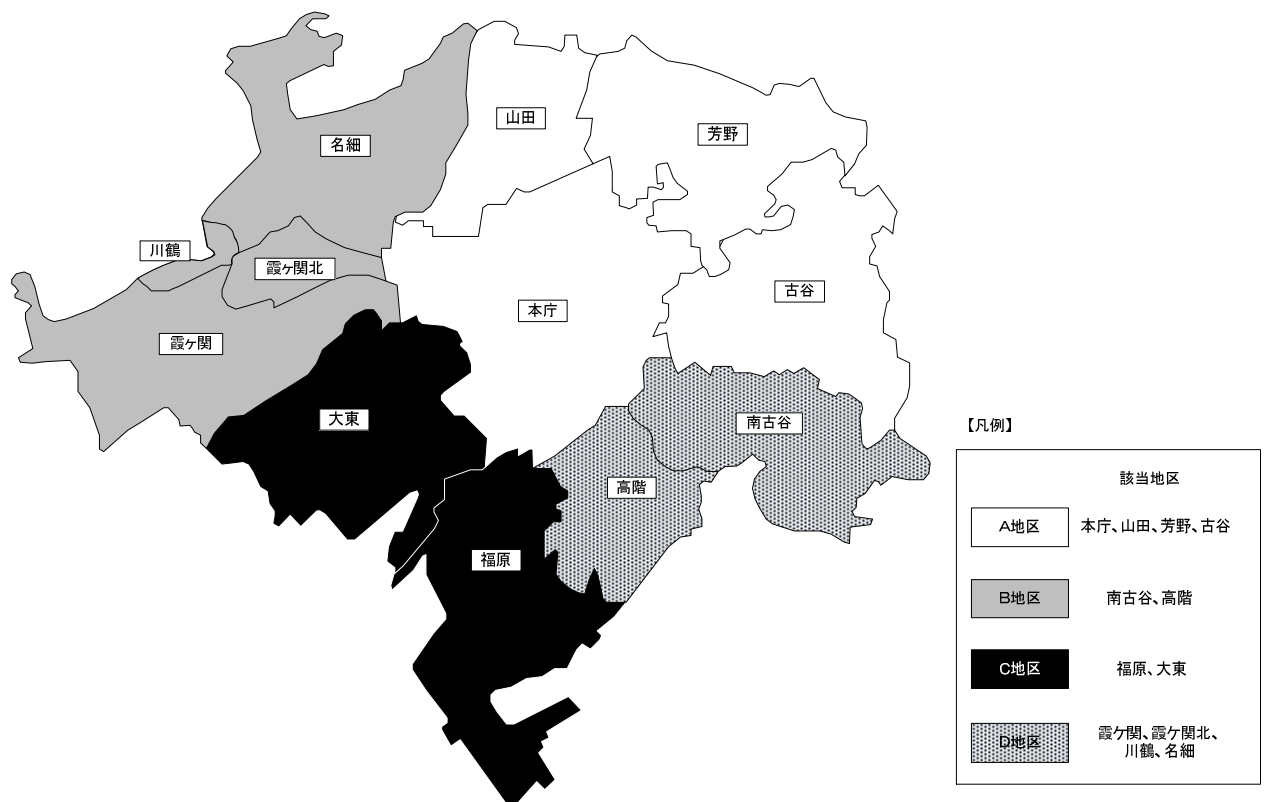 山田
芳野
名細
川鶴
霞ヶ関北
古谷
本庁
霞ヶ関
大東
南古谷
高階
福原
【凡例】
該当地区
A地区 本庁、山田、芳野、古谷
B地区 南古谷、高階
C地区 福原、大東
D地区 霞ケ関、霞ケ関北、
川鶴、名細